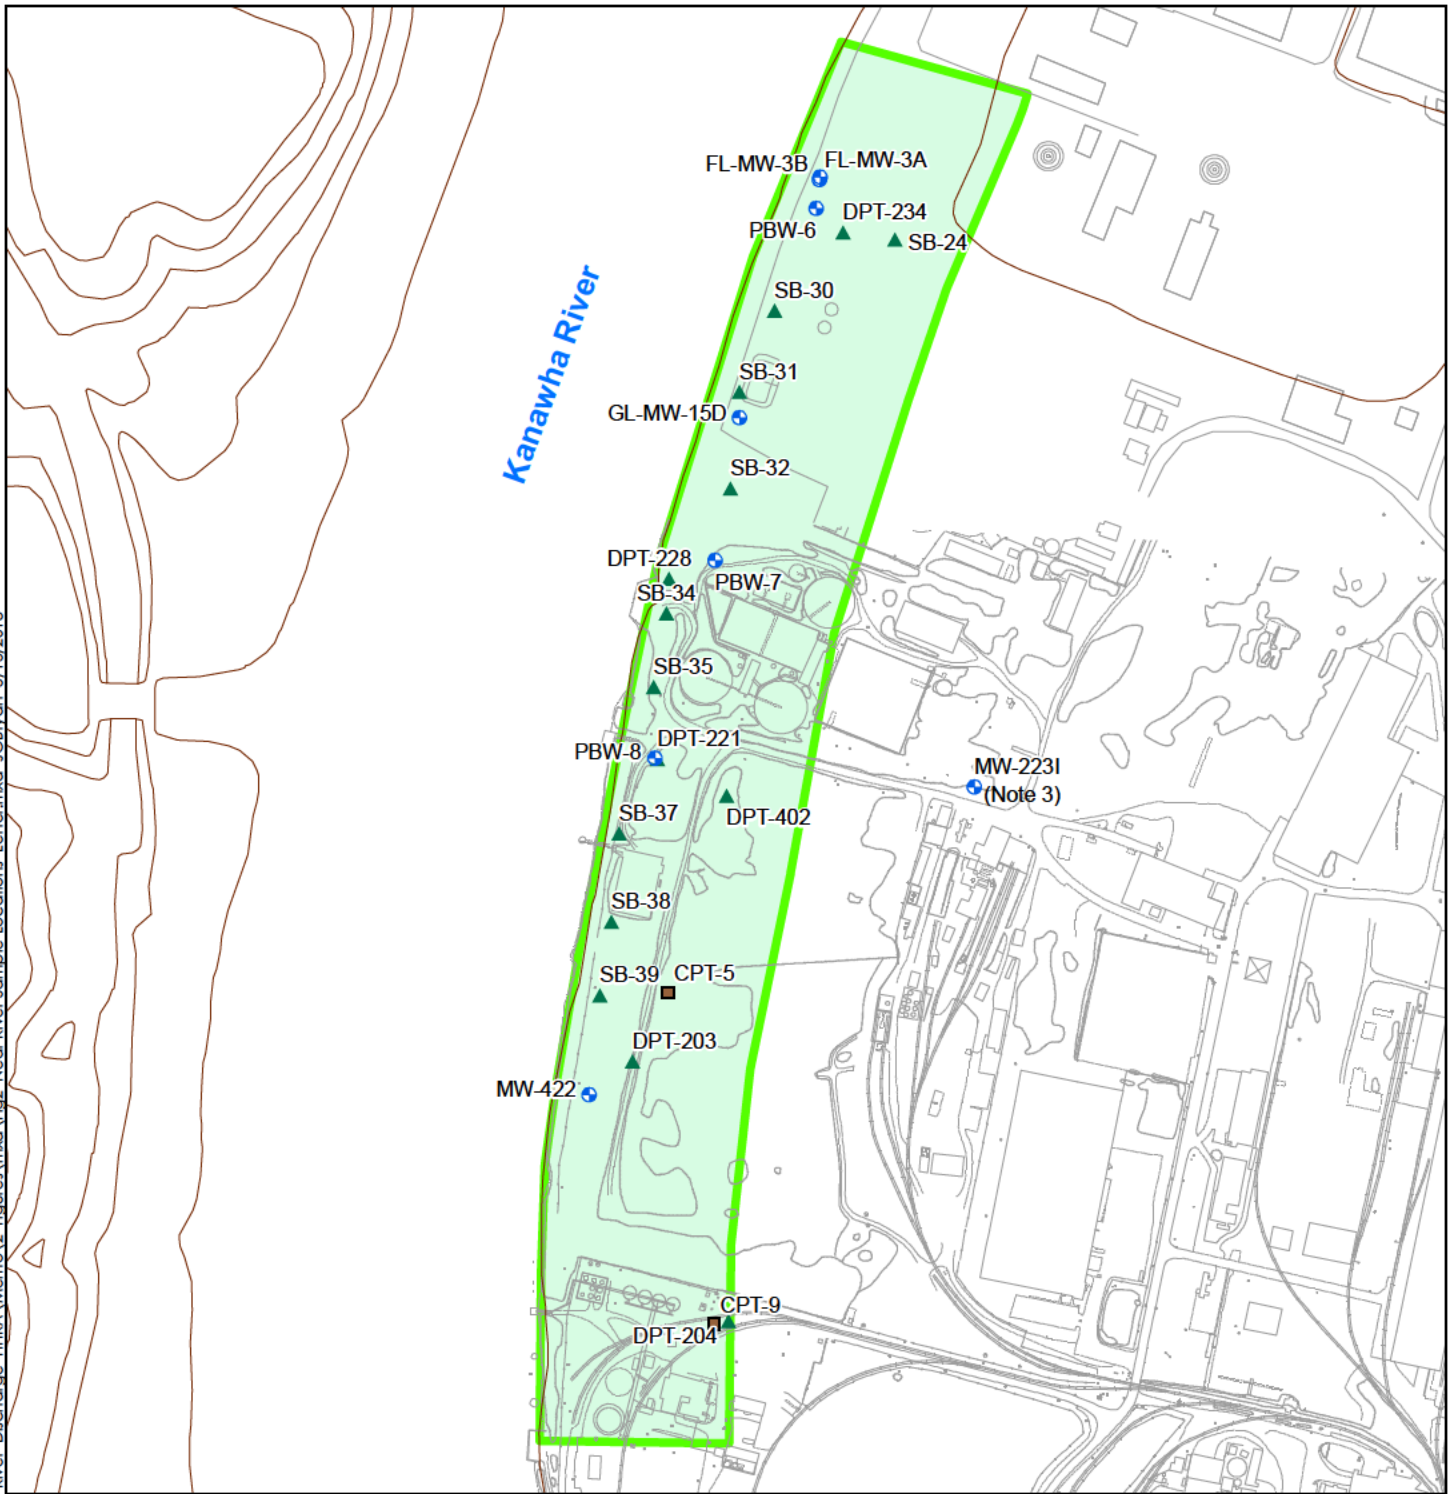 FL-MW-3B
FL-MW-3A
PBW-6
DPT-234
SB-24
Kanawha River
SB-30
SB-31
GL-MW-15D
SB-32
DPT-228
PBW-7
SB-34
SB-35
PBW-8
DPT-221
MW-223I
(Note 3)
DPT-402
SB-37
SB-38
SB-39
CPT-5
DPT-203
MW-422
CPT-9
DPT-204